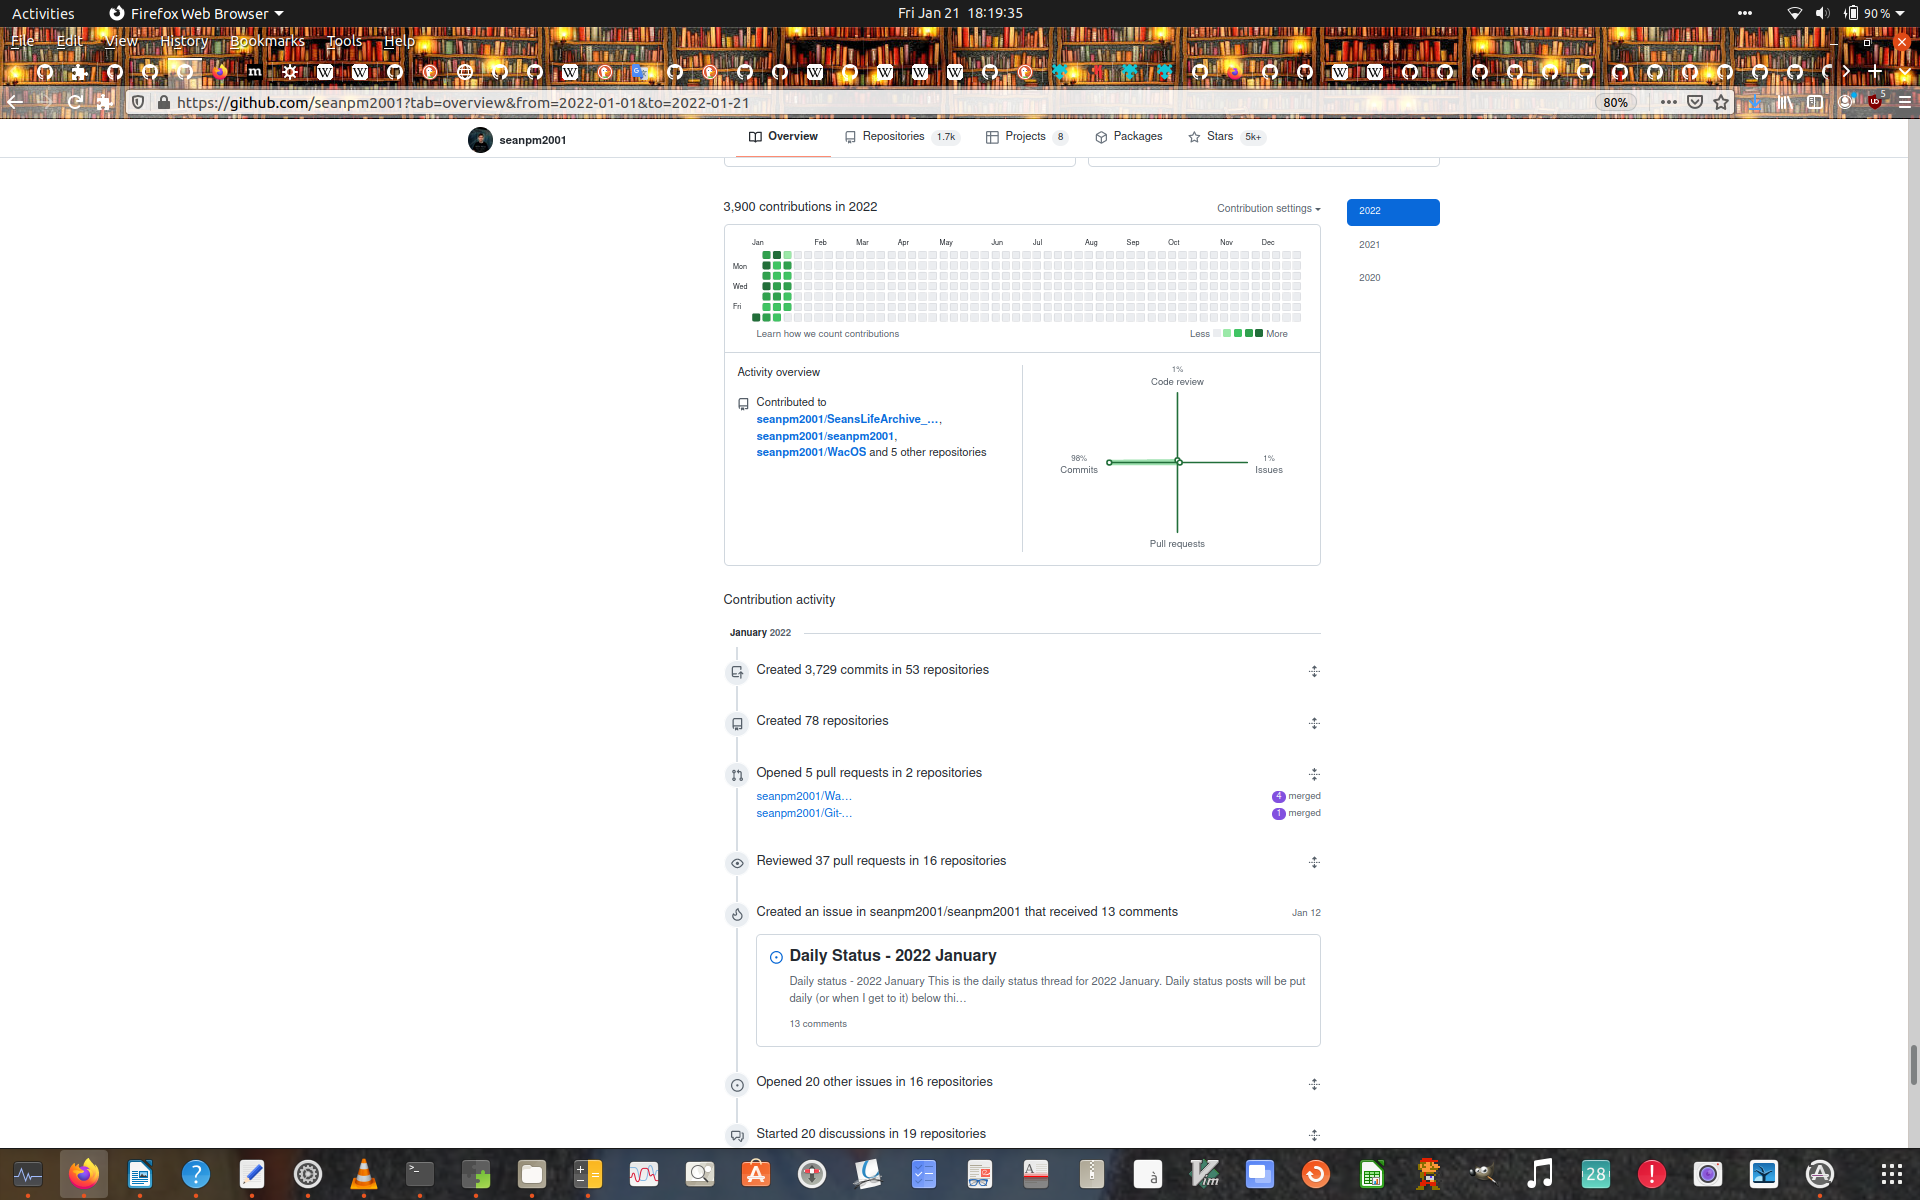 Activities
Firefox Web Browser
Fri Jan 21 18:19:35
90 %
File Edit View History Bookmarks Tools Help
https://github.com/seanpm2001?tab=overview&from=2022-01-01&to=2022-01-21
80%
5
seanpm2001
Overview
Repositories 1.7k
Projects 8
Packages
Stars 5k+
3,900 contributions in 2022
Contribution settings
2022
2021
2020
Jan Feb Mar Apr May Jun Jul Aug Sep Oct Nov Dec
Mon
Wed
Fri
Learn how we count contributions
Less
More
Activity overview
Contributed to
seanpm2001/SeansLifeArchive_…,
seanpm2001/seanpm2001,
seanpm2001/WacOS and 5 other repositories
1%
Code review
98%
Commits
1%
Issues
Pull requests
Contribution activity
January 2022
Created 3,729 commits in 53 repositories
Created 78 repositories
Opened 5 pull requests in 2 repositories
seanpm2001/Wa… 4 merged
seanpm2001/Git-… 1 merged
Reviewed 37 pull requests in 16 repositories
Created an issue in seanpm2001/seanpm2001 that received 13 comments
Jan 12
Daily Status - 2022 January
Daily status - 2022 January This is the daily status thread for 2022 January. Daily status posts will be put
daily (or when I get to it) below thi…
13 comments
Opened 20 other issues in 16 repositories
Started 20 discussions in 19 repositories
28